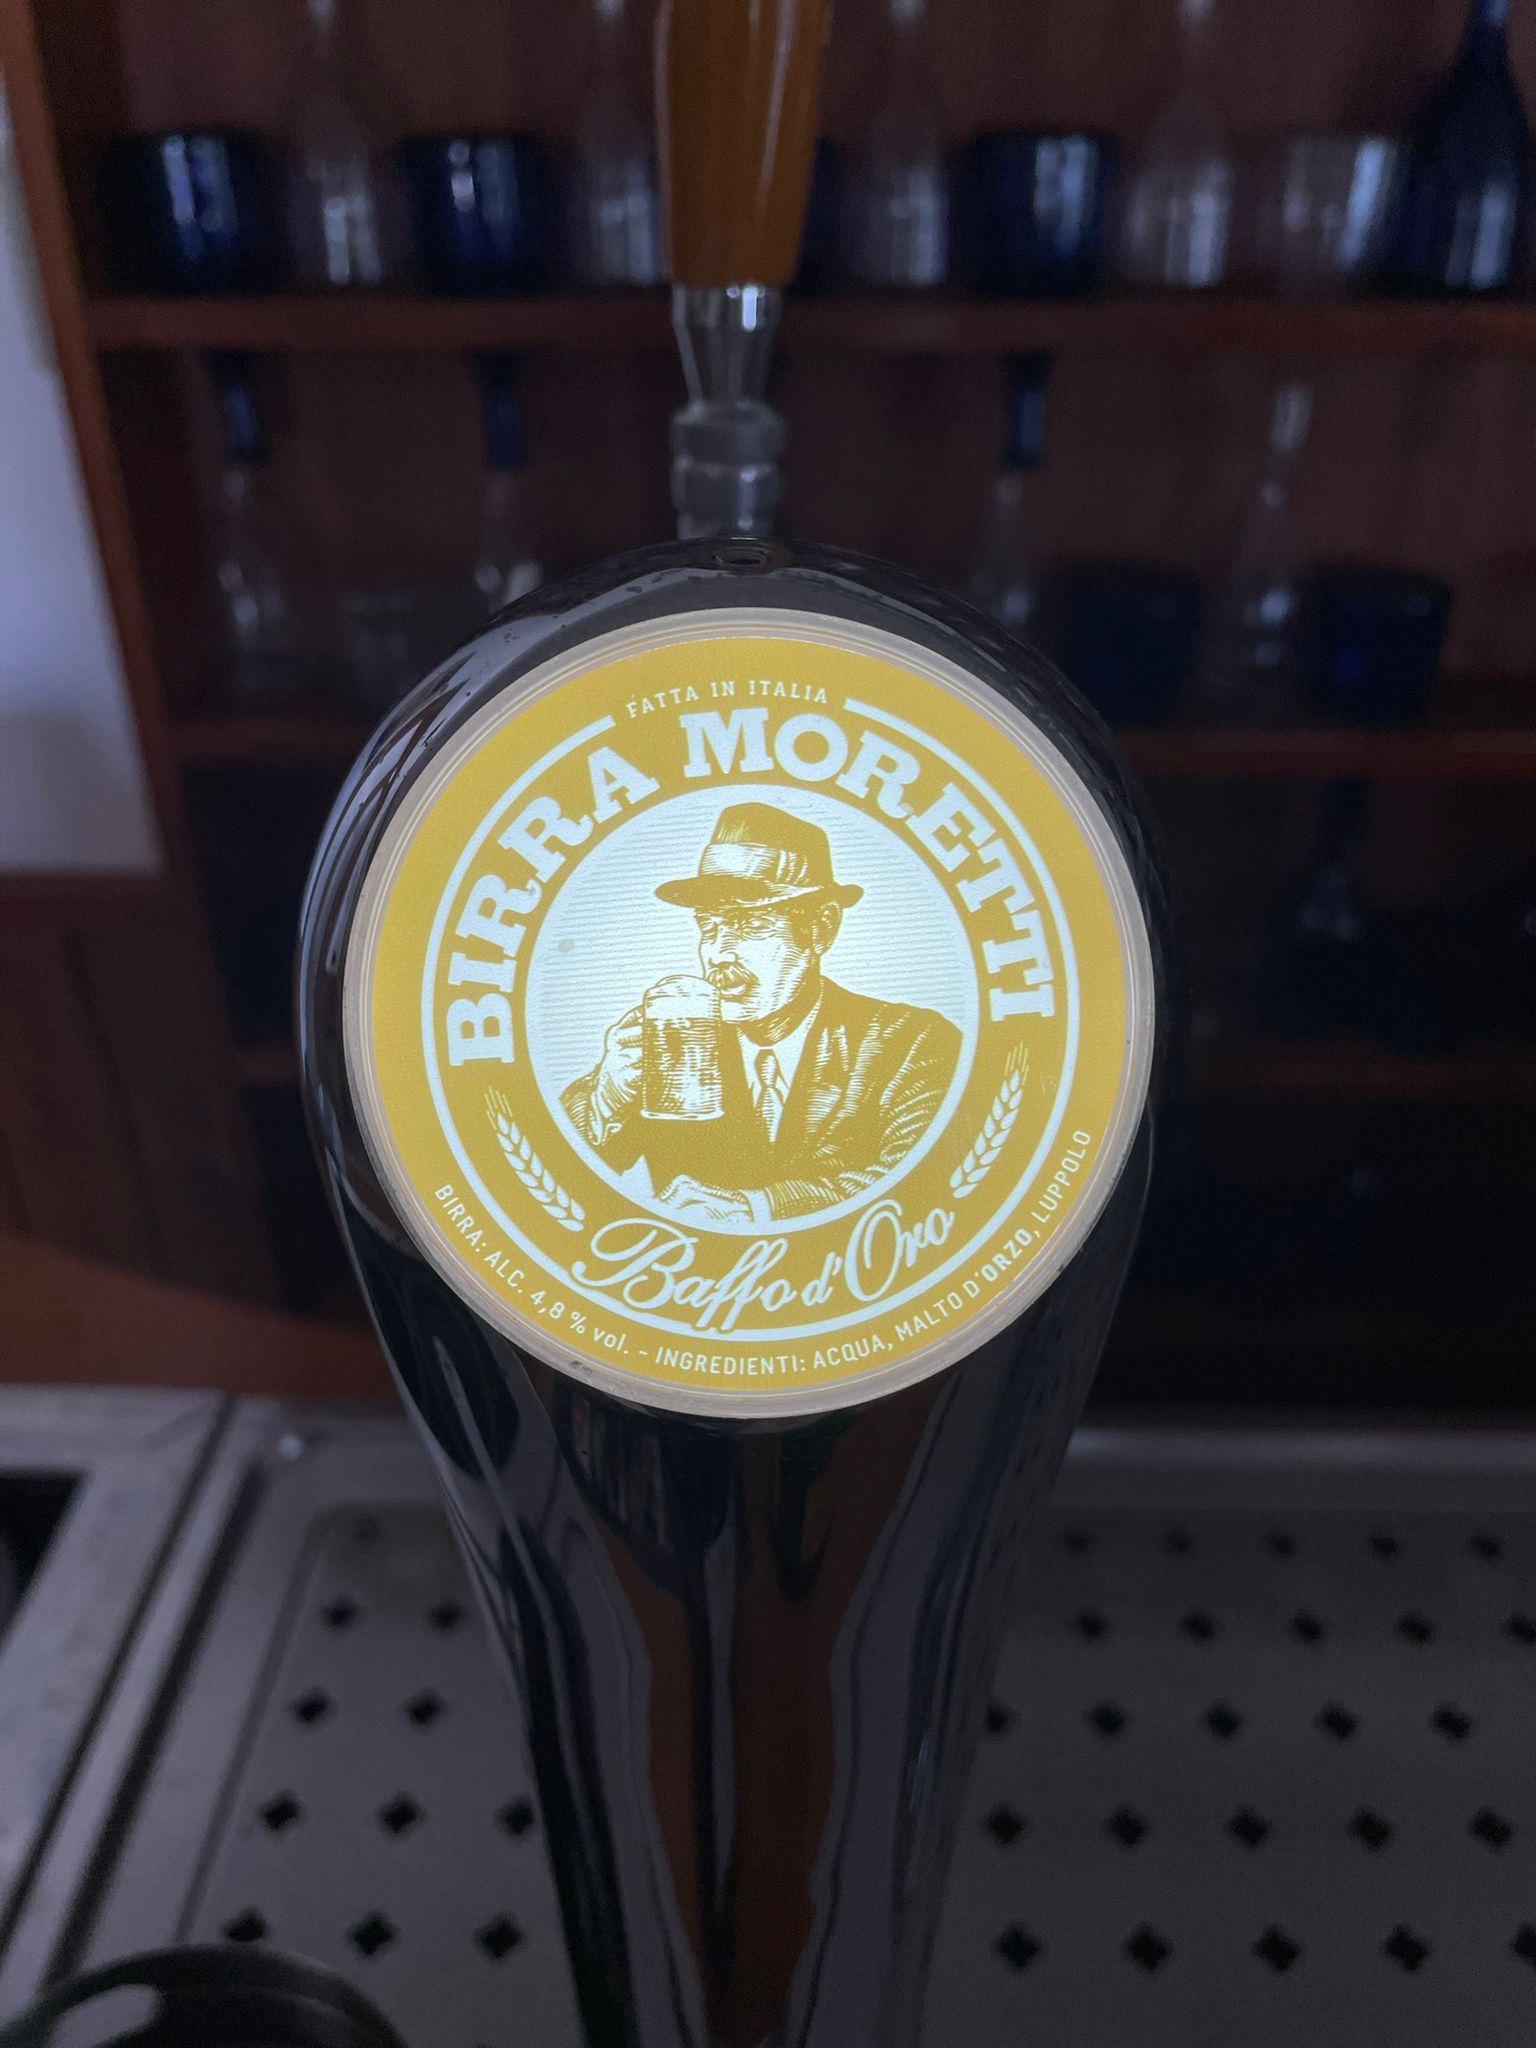 FATTA IN ITALIA
BIRRA MORETTI
Baffo d'Oro
BIRRA: ALC. 4,8 % vol. - INGREDIENTI: ACQUA, MALTO D'ORZO, LUPPOLO